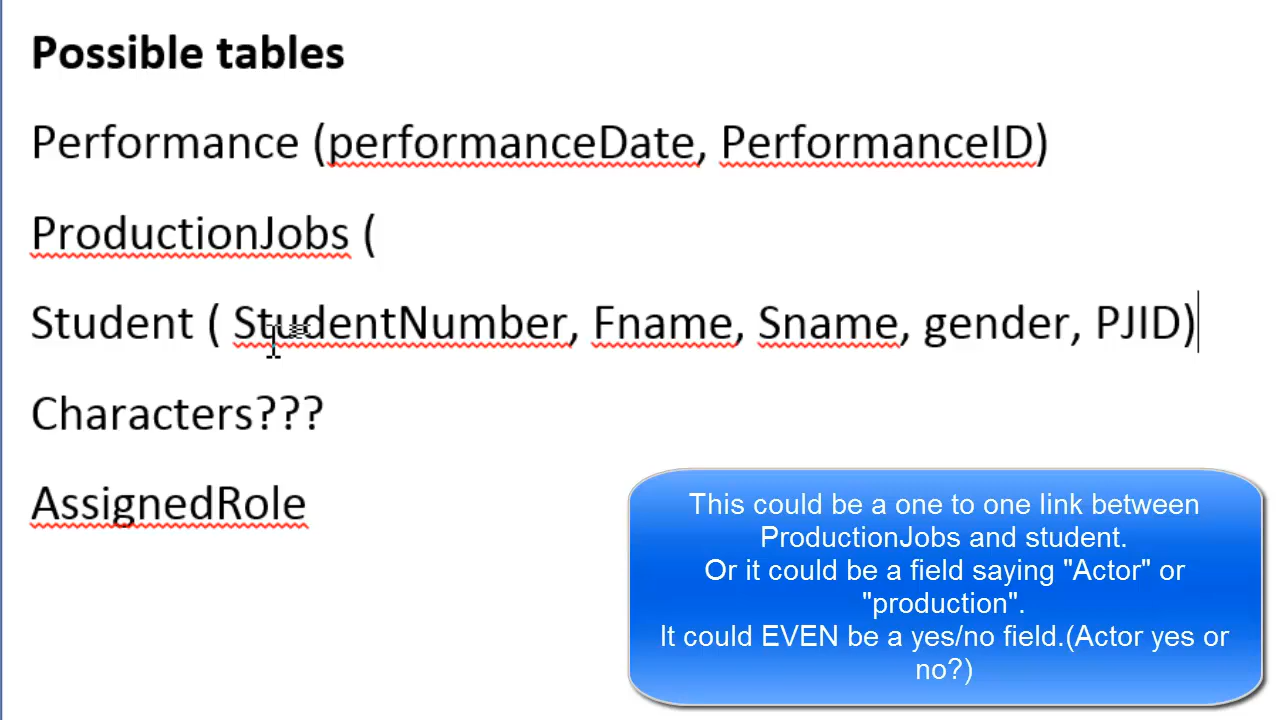 Possible tables
Performance (performanceDate, PerformanceID)
ProductionJobs (
Student ( StudentNumber, Fname, Sname, gender, PJID)
Characters???
AssignedRole
This could be a one to one link between
ProductionJobs and student.
Or it could be a field saying "Actor" or
"production".
It could EVEN be a yes/no field.(Actor yes or
no?)